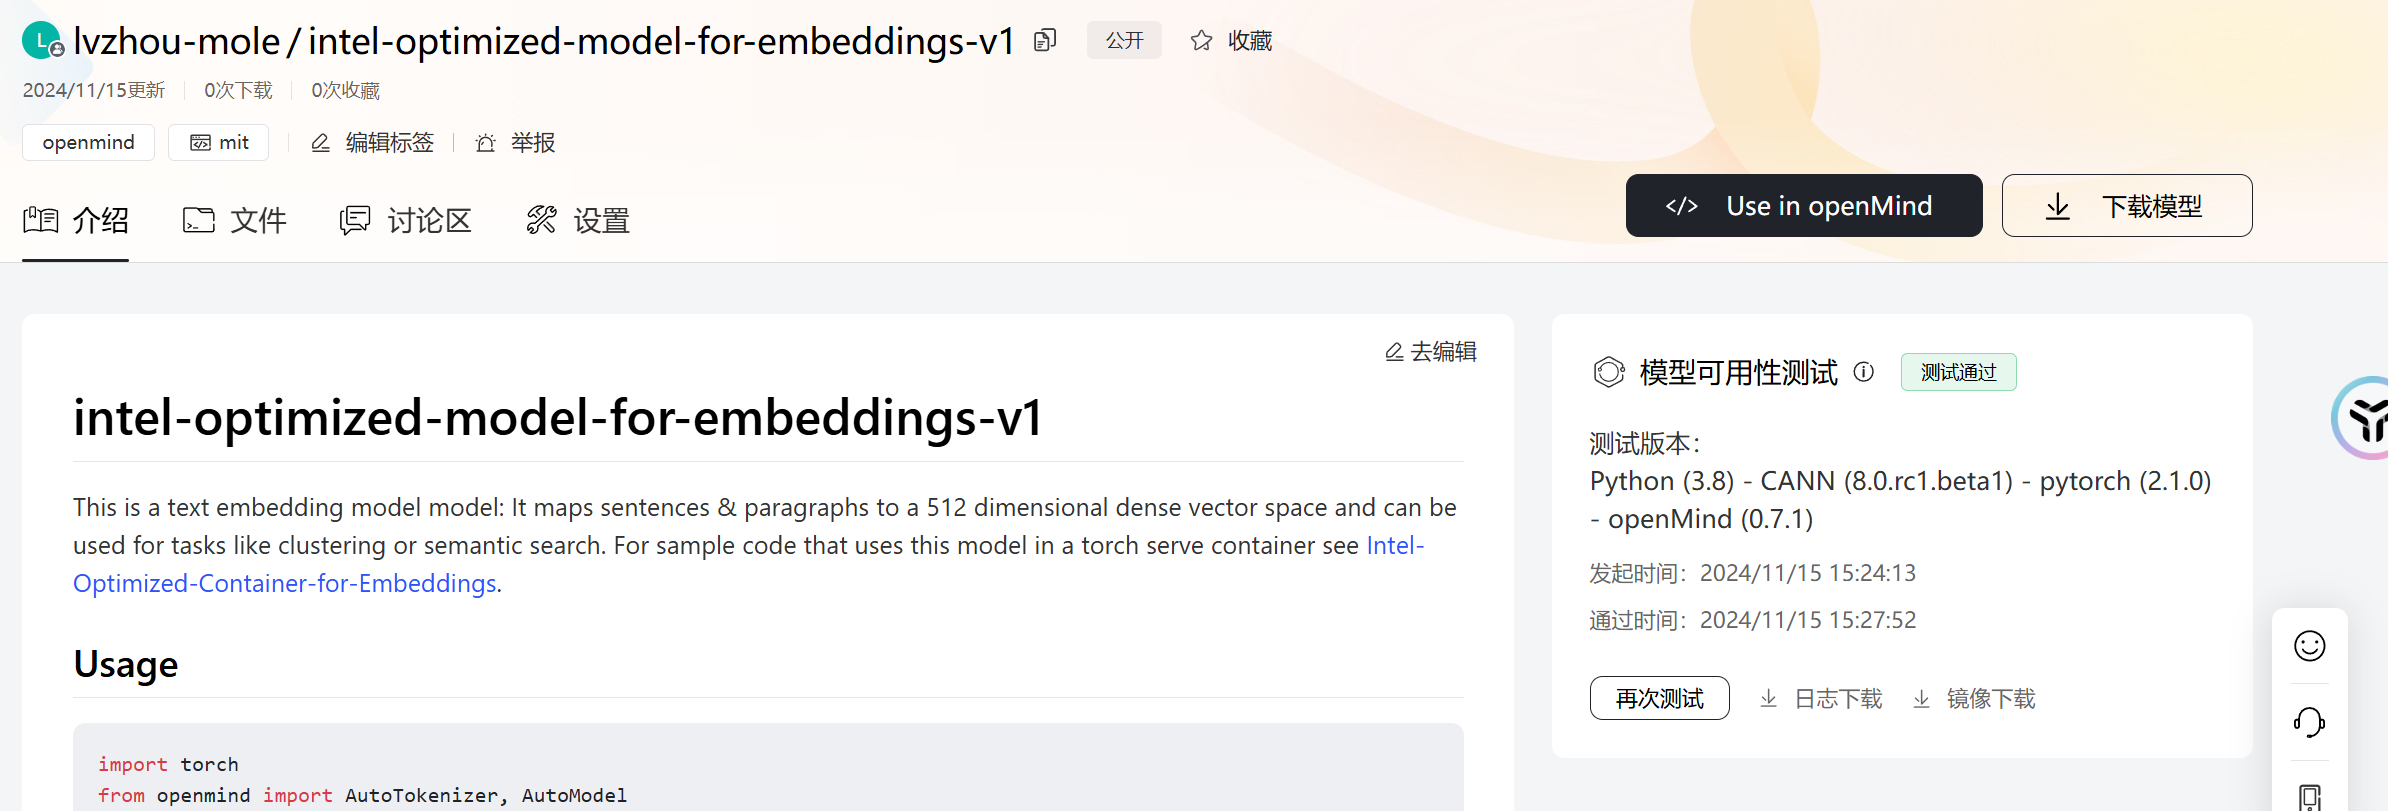 L lvzhou-mole / intel-optimized-model-for-embeddings-v1 公开 收藏
2024/11/15更新 0次下载 0次收藏
openmind mit 编辑标签 举报
介绍 文件 讨论区 设置 </> Use in openMind 下载模型
去编辑
intel-optimized-model-for-embeddings-v1
This is a text embedding model model: It maps sentences & paragraphs to a 512 dimensional dense vector space and can be
used for tasks like clustering or semantic search. For sample code that uses this model in a torch serve container see Intel-
Optimized-Container-for-Embeddings.
Usage
import torch
from openmind import AutoTokenizer, AutoModel
模型可用性测试 测试通过
测试版本：
Python (3.8) - CANN (8.0.rc1.beta1) - pytorch (2.1.0)
- openMind (0.7.1)
发起时间：2024/11/15 15:24:13
通过时间：2024/11/15 15:27:52
再次测试 日志下载 镜像下载